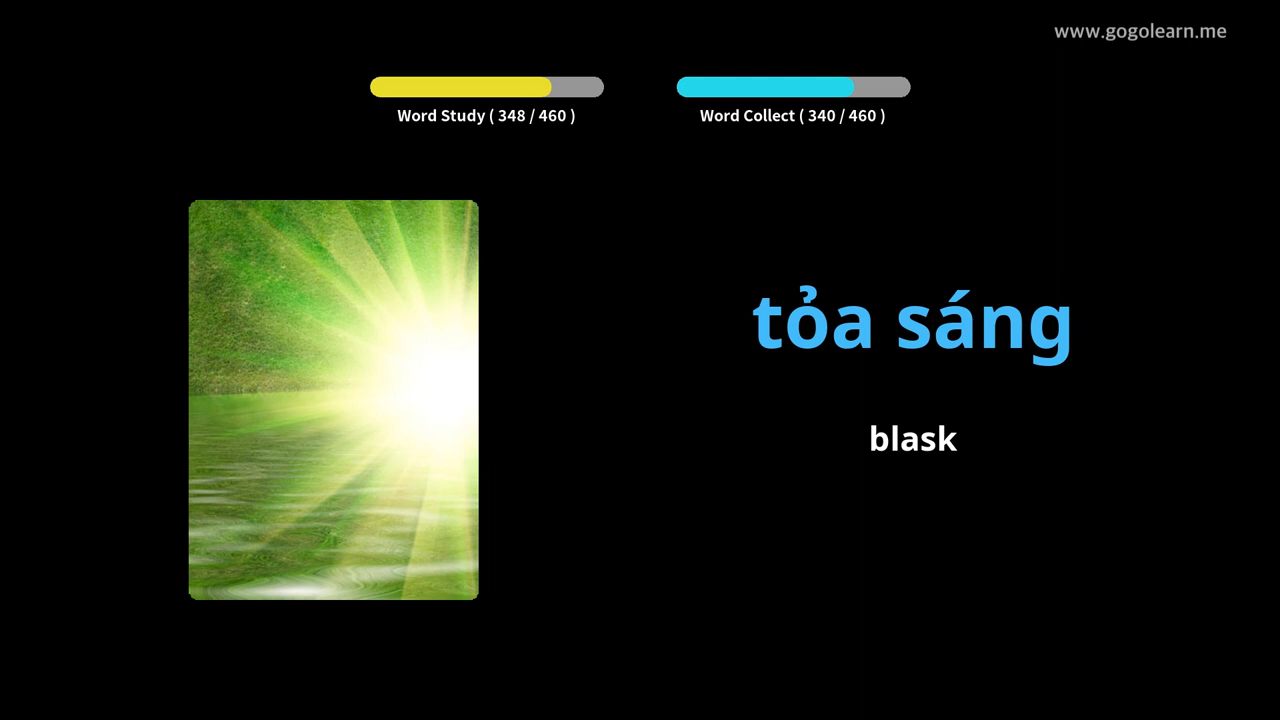 www.gogolearn.me
Word Study ( 348 / 460 )
Word Collect ( 340 / 460 )
tỏa sáng
blask